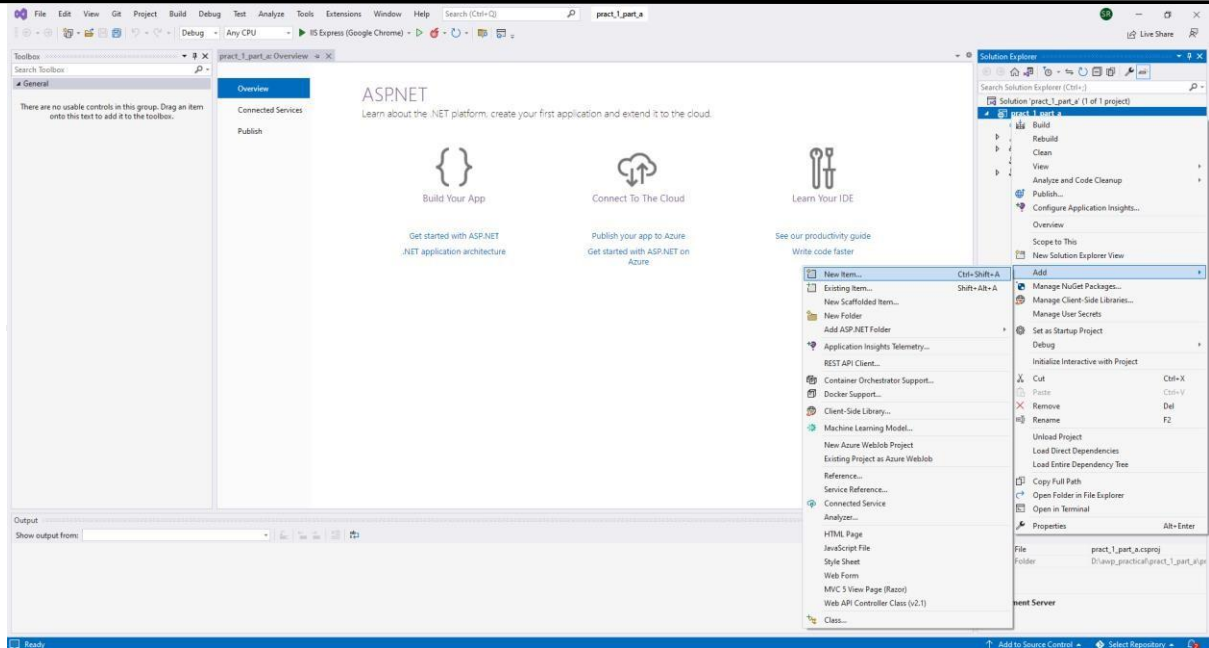 File Edit View Git Project Build Debug Test Analyze Tools Extensions Window Help Search (Ctrl+Q) pract_1_part_a SR
Debug Any CPU IIS Express (Google Chrome) Live Share
Toolbox
Search Toolbox
General
There are no usable controls in this group. Drag an item
onto this text to add it to the toolbox.
pract_1_part_a: Overview
Overview
Connected Services
Publish
ASP.NET
Learn about the .NET platform, create your first application and extend it to the cloud.
Build Your App
Get started with ASP.NET
.NET application architecture
Connect To The Cloud
Publish your app to Azure
Get started with ASP.NET on
Azure
Learn Your IDE
See our productivity guide
Write code faster
Solution Explorer
Search Solution Explorer (Ctrl+;)
Solution 'pract_1_part_a' (1 of 1 project)
pract_1_part_a
Build
Rebuild
Clean
View
Analyze and Code Cleanup
Publish...
Configure Application Insights...
Overview
Scope to This
New Solution Explorer View
Add
Manage NuGet Packages...
Manage Client-Side Libraries...
Manage User Secrets
Set as Startup Project
Debug
Initialize Interactive with Project
Cut Ctrl+X
Paste Ctrl+V
Remove Del
Rename F2
Unload Project
Load Direct Dependencies
Load Entire Dependency Tree
Copy Full Path
Open Folder in File Explorer
Open in Terminal
Properties Alt+Enter
New Item... Ctrl+Shift+A
Existing Item... Shift+Alt+A
New Scaffolded Item...
New Folder
Add ASP.NET Folder
Application Insights Telemetry...
REST API Client...
Container Orchestrator Support...
Docker Support...
Client-Side Library...
Machine Learning Model...
New Azure WebJob Project
Existing Project as Azure WebJob
Reference...
Service Reference...
Connected Service
Analyzer...
HTML Page
JavaScript File
Style Sheet
Web Form
MVC 5 View Page (Razor)
Web API Controller Class (v2.1)
Class...
File pract_1_part_a.csproj
Folder D:\awp_practical\pract_1_part_a\pr
ment Server
Output
Show output from:
Ready Add to Source Control Select Repository